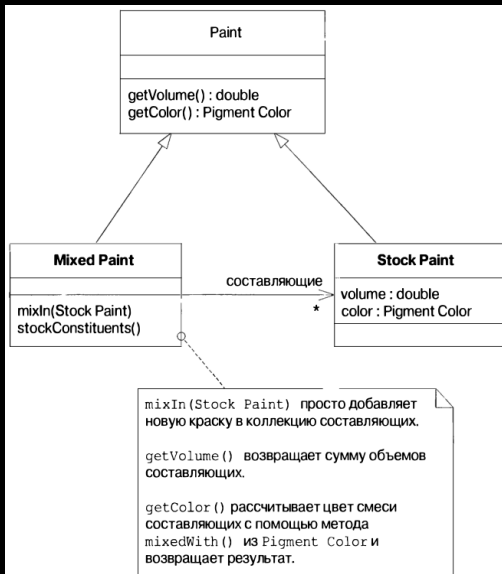 Paint
getVolume() : double
getColor() : Pigment Color
Mixed Paint
mixIn(Stock Paint)
stockConstituents()
составляющие
*
Stock Paint
volume : double
color : Pigment Color
mixIn(Stock Paint) просто добавляет
новую краску в коллекцию составляющих.
getVolume() возвращает сумму объемов
составляющих.
getColor() рассчитывает цвет смеси
составляющих с помощью метода
mixedWith() из Pigment Color и
возвращает результат.